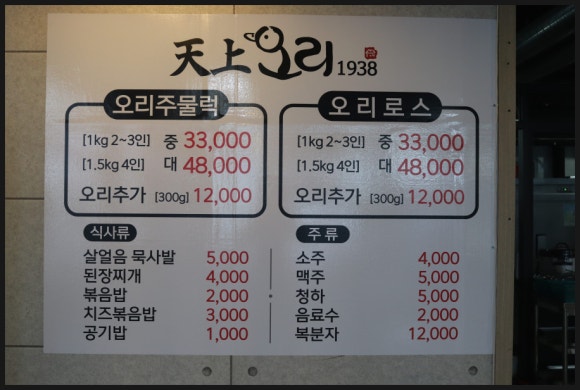 天上오리 1938
오리주물럭
[1kg 2~3인] 중 33,000
[1.5kg 4인] 대 48,000
오리추가 [300g] 12,000
오리로스
[1kg 2~3인] 중 33,000
[1.5kg 4인] 대 48,000
오리추가 [300g] 12,000
식사류
살얼음 묵사발 5,000
된장찌개 4,000
볶음밥 2,000
치즈볶음밥 3,000
공기밥 1,000
주류
소주 4,000
맥주 5,000
청하 5,000
음료수 2,000
복분자 12,000